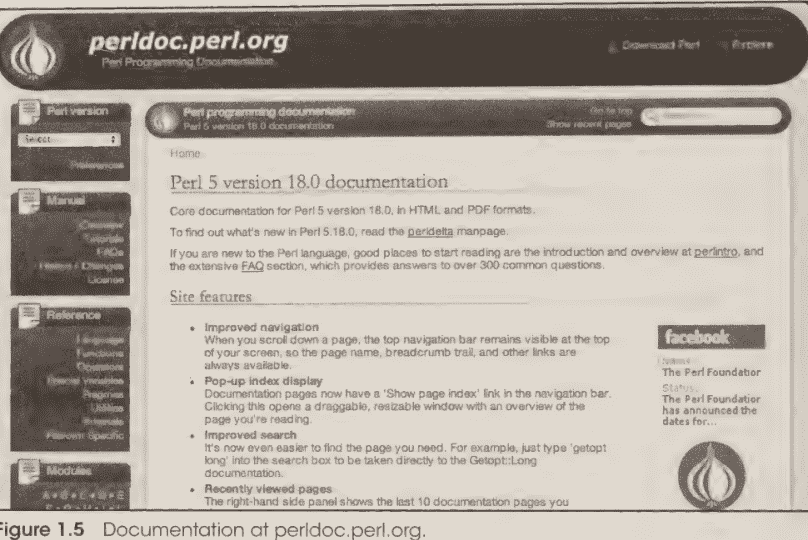 perldoc.perl.org
Perl Programming Documentation
Download Perl
Explore
Perl version
Select...
Preferences
Manual
Overview
Tutorials
FAQs
History / Changes
License
Reference
Language
Functions
Operators
Special Variables
Pragmas
Utilities
Internals
Platform Specific
Modules
A • B • C • D • E
Perl programming documentation
Perl 5 version 18.0 documentation
Go to top
Show recent pages
Home
Perl 5 version 18.0 documentation
Core documentation for Perl 5 version 18.0, in HTML and PDF formats.
To find out what's new in Perl 5.18.0, read the perldelta manpage.
If you are new to the Perl language, good places to start reading are the introduction and overview at perlintro, and
the extensive FAQ section, which provides answers to over 300 common questions.
Site features
• Improved navigation
When you scroll down a page, the top navigation bar remains visible at the top
of your screen, so the page name, breadcrumb trail, and other links are
always available.
• Pop-up index display
Documentation pages now have a 'Show page index' link in the navigation bar.
Clicking this opens a draggable, resizable window with an overview of the
page you're reading.
• Improved search
It's now even easier to find the page you need. For example, just type 'getopt
long' into the search box to be taken directly to the Getopt::Long
documentation.
• Recently viewed pages
The right-hand side panel shows the last 10 documentation pages you
facebook
The Perl Foundation
Status:
The Perl Foundation
has announced the
dates for...
Figure 1.5 Documentation at perldoc.perl.org.